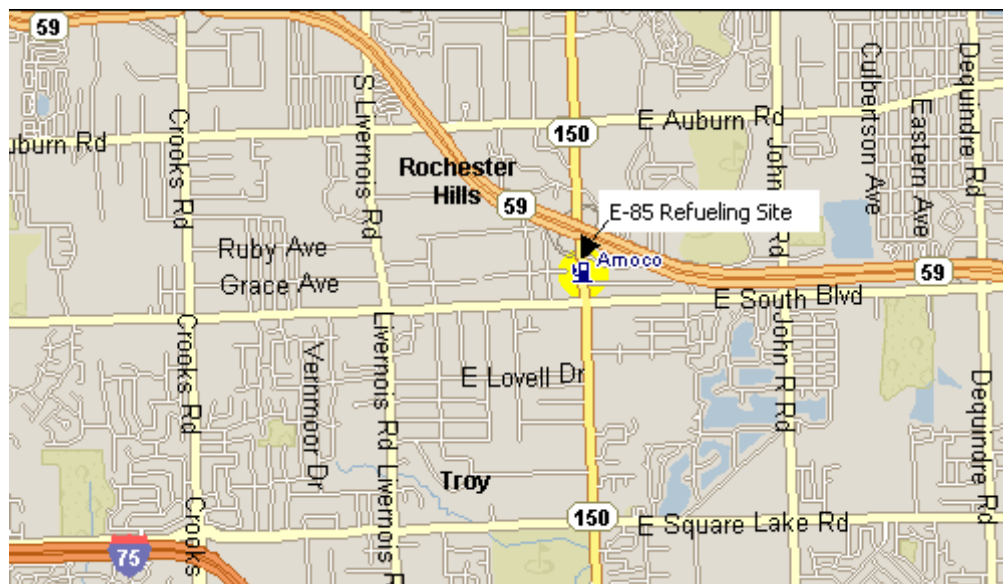 59
Crooks Rd
S Livernois Rd
150
E Auburn Rd
John R Rd
Culbertson Ave
Eastern Ave
Dequindre Rd
uburn Rd
Rochester
Hills
59
E-85 Refueling Site
Ruby Ave
Amoco
59
Grace Ave
E South Blvd
Crooks Rd
Vermmoor Dr
Livernois Rd
E Lovell Dr
John R Rd
Dequindre Rd
Livernois
Troy
Crooks
150
E Square Lake Rd
75